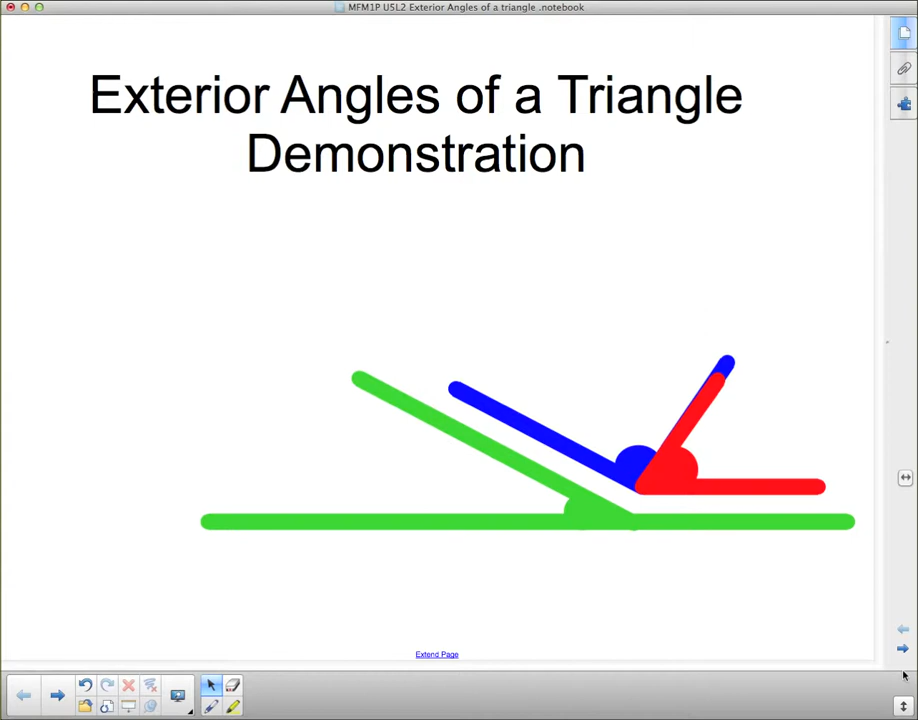 MFM1P U5L2 Exterior Angles of a triangle .notebook
Exterior Angles of a Triangle
Demonstration
Extend Page